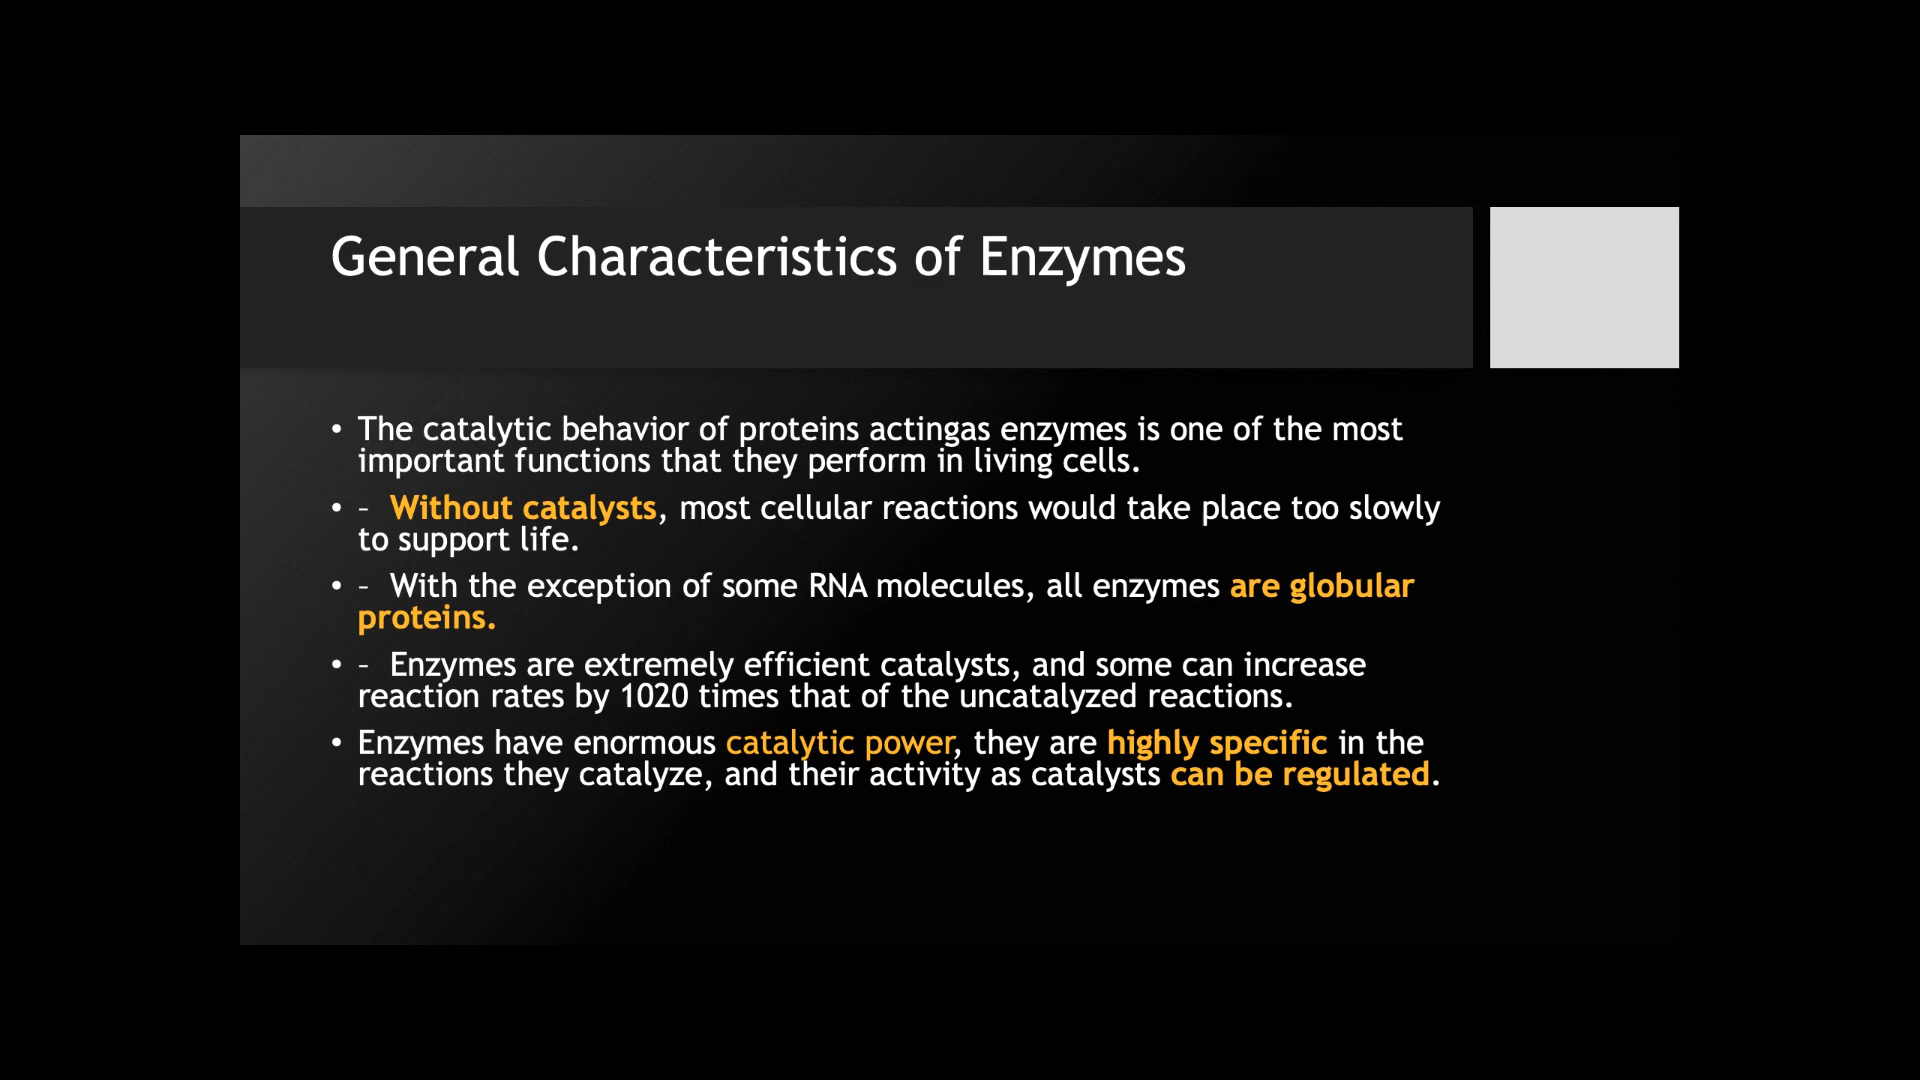 General Characteristics of Enzymes
• The catalytic behavior of proteins actingas enzymes is one of the most
important functions that they perform in living cells.
• – Without catalysts, most cellular reactions would take place too slowly
to support life.
• – With the exception of some RNA molecules, all enzymes are globular
proteins.
• – Enzymes are extremely efficient catalysts, and some can increase
reaction rates by 1020 times that of the uncatalyzed reactions.
• Enzymes have enormous catalytic power, they are highly specific in the
reactions they catalyze, and their activity as catalysts can be regulated.